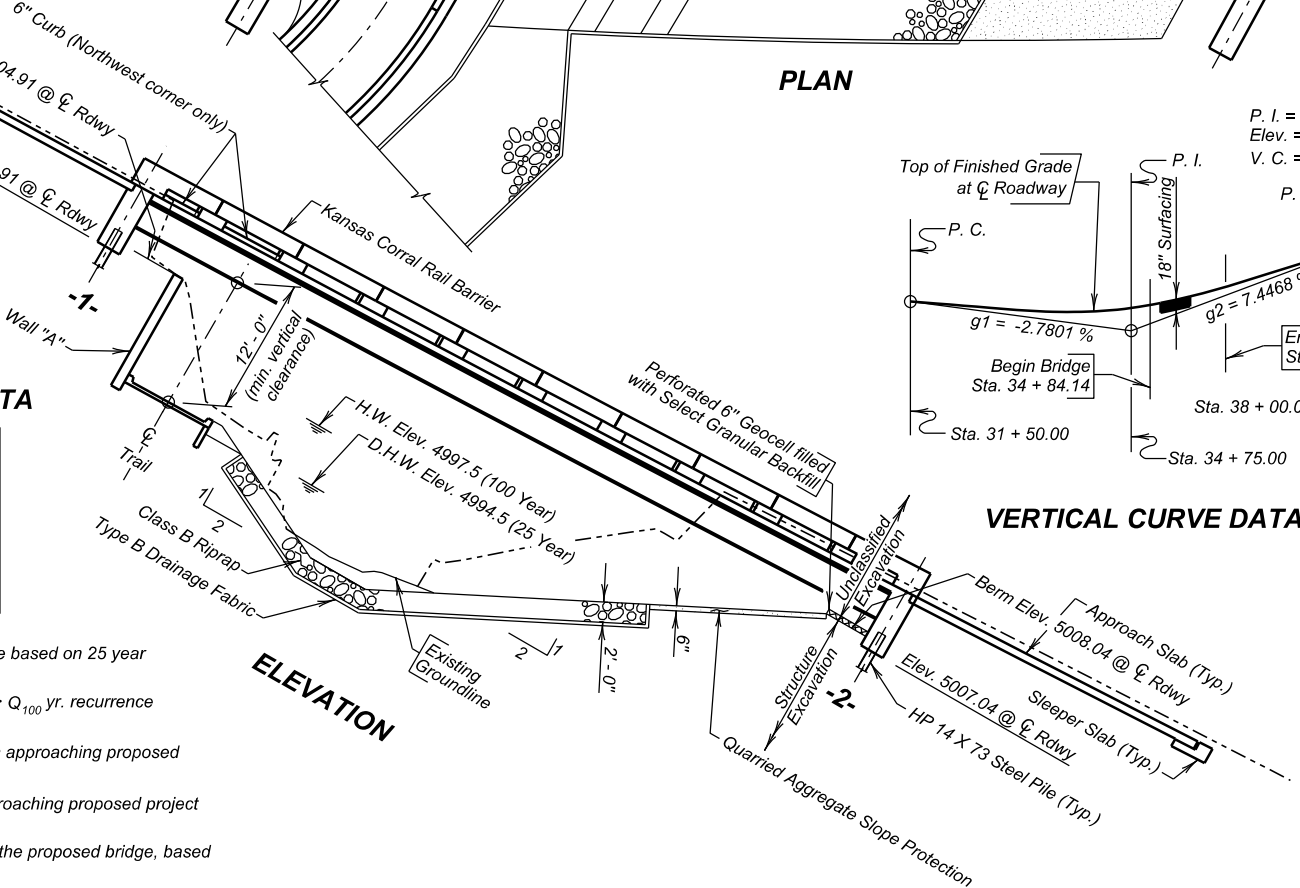 PLAN
6" Curb (Northwest corner only)
04.91 @ ℄ Rdwy
.91 @ ℄ Rdwy
-1-
Wall "A"
TA
℄
Trail
12' - 0"
(min. vertical
clearance)
Kansas Corral Rail Barrier
H.W. Elev. 4997.5 (100 Year)
D.H.W. Elev. 4994.5 (25 Year)
Perforated 6" Geocell filled
with Select Granular Backfill
1
2
Class B Riprap
Type B Drainage Fabric
ELEVATION
Existing
Groundline
2
1
2' - 0"
6"
Unclassified
Excavation
Structure
Excavation
-2-
Berm Elev. 5008.04 @ ℄ Rdwy
Approach Slab (Typ.)
Elev. 5007.04 @ ℄ Rdwy
Sleeper Slab (Typ.)
HP 14 X 73 Steel Pile (Typ.)
Quarried Aggregate Slope Protection
e based on 25 year
Q100 yr. recurrence
approaching proposed
roaching proposed project
the proposed bridge, based
P. I. =
Elev. =
V. C. =
P.
Top of Finished Grade
at ℄ Roadway
P. C.
P. I.
18" Surfacing
g1 = -2.7801 %
g2 = 7.4468 %
Begin Bridge
Sta. 34 + 84.14
En
St
Sta. 38 + 00.0
Sta. 31 + 50.00
Sta. 34 + 75.00
VERTICAL CURVE DATA